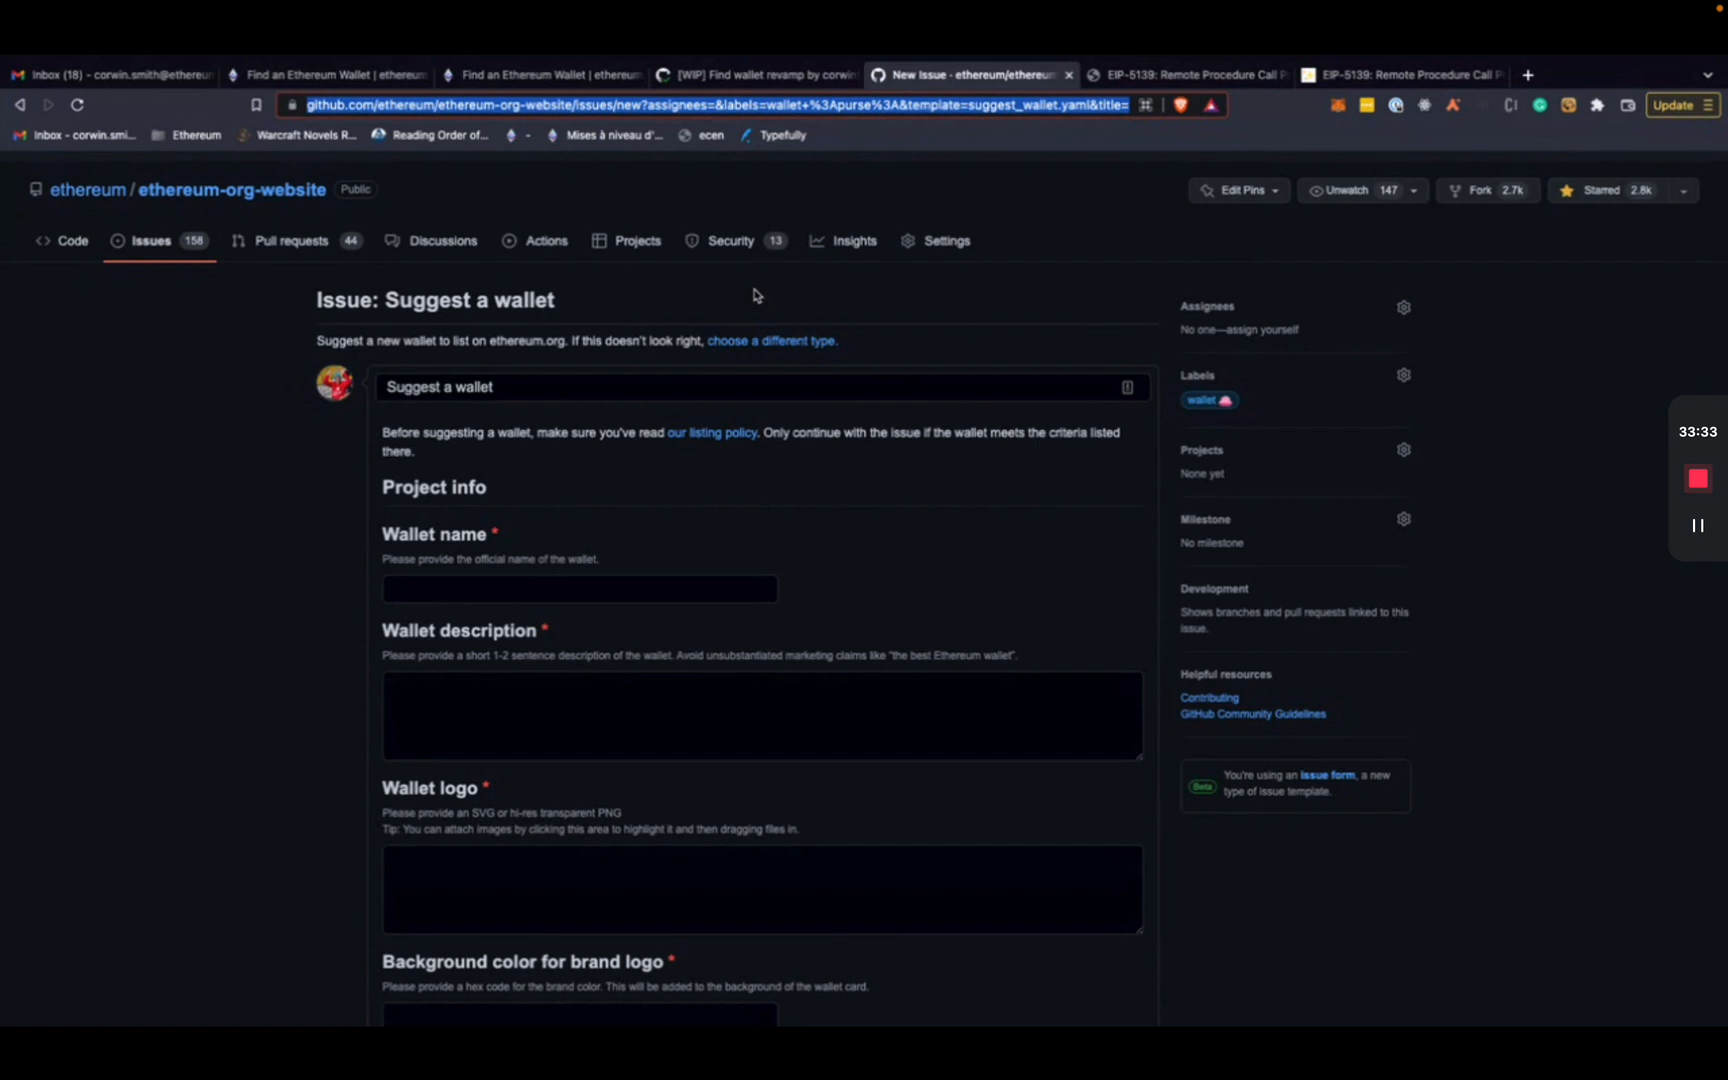 Inbox (18) - corwin.smith@ethereu
Find an Ethereum Wallet | ethereum
Find an Ethereum Wallet | ethereum
[WIP] Find wallet revamp by corwin
New Issue - ethereum/ethereum
EIP-5139: Remote Procedure Call P
EIP-5139: Remote Procedure Call P
github.com/ethereum/ethereum-org-website/issues/new?assignees=&labels=wallet+%3Apurse%3A&template=suggest_wallet.yaml&title=
Update
Inbox - corwin.smi...
Ethereum
Warcraft Novels R...
Reading Order of...
-
Mises à niveau d'...
ecen
Typefully
ethereum / ethereum-org-website Public
Edit Pins
Unwatch 147
Fork 2.7k
Starred 2.8k
Code
Issues 158
Pull requests 44
Discussions
Actions
Projects
Security 13
Insights
Settings
Issue: Suggest a wallet
Suggest a new wallet to list on ethereum.org. If this doesn't look right, choose a different type.
Suggest a wallet
Before suggesting a wallet, make sure you've read our listing policy. Only continue with the issue if the wallet meets the criteria listed
there.
Project info
Wallet name *
Please provide the official name of the wallet.
Wallet description *
Please provide a short 1-2 sentence description of the wallet. Avoid unsubstantiated marketing claims like "the best Ethereum wallet".
Wallet logo *
Please provide an SVG or hi-res transparent PNG
Tip: You can attach images by clicking this area to highlight it and then dragging files in.
Background color for brand logo *
Please provide a hex code for the brand color. This will be added to the background of the wallet card.
Assignees
No one—assign yourself
Labels
wallet
Projects
None yet
Milestone
No milestone
Development
Shows branches and pull requests linked to this
issue.
Helpful resources
Contributing
GitHub Community Guidelines
Beta
You're using an issue form, a new
type of issue template.
33:33